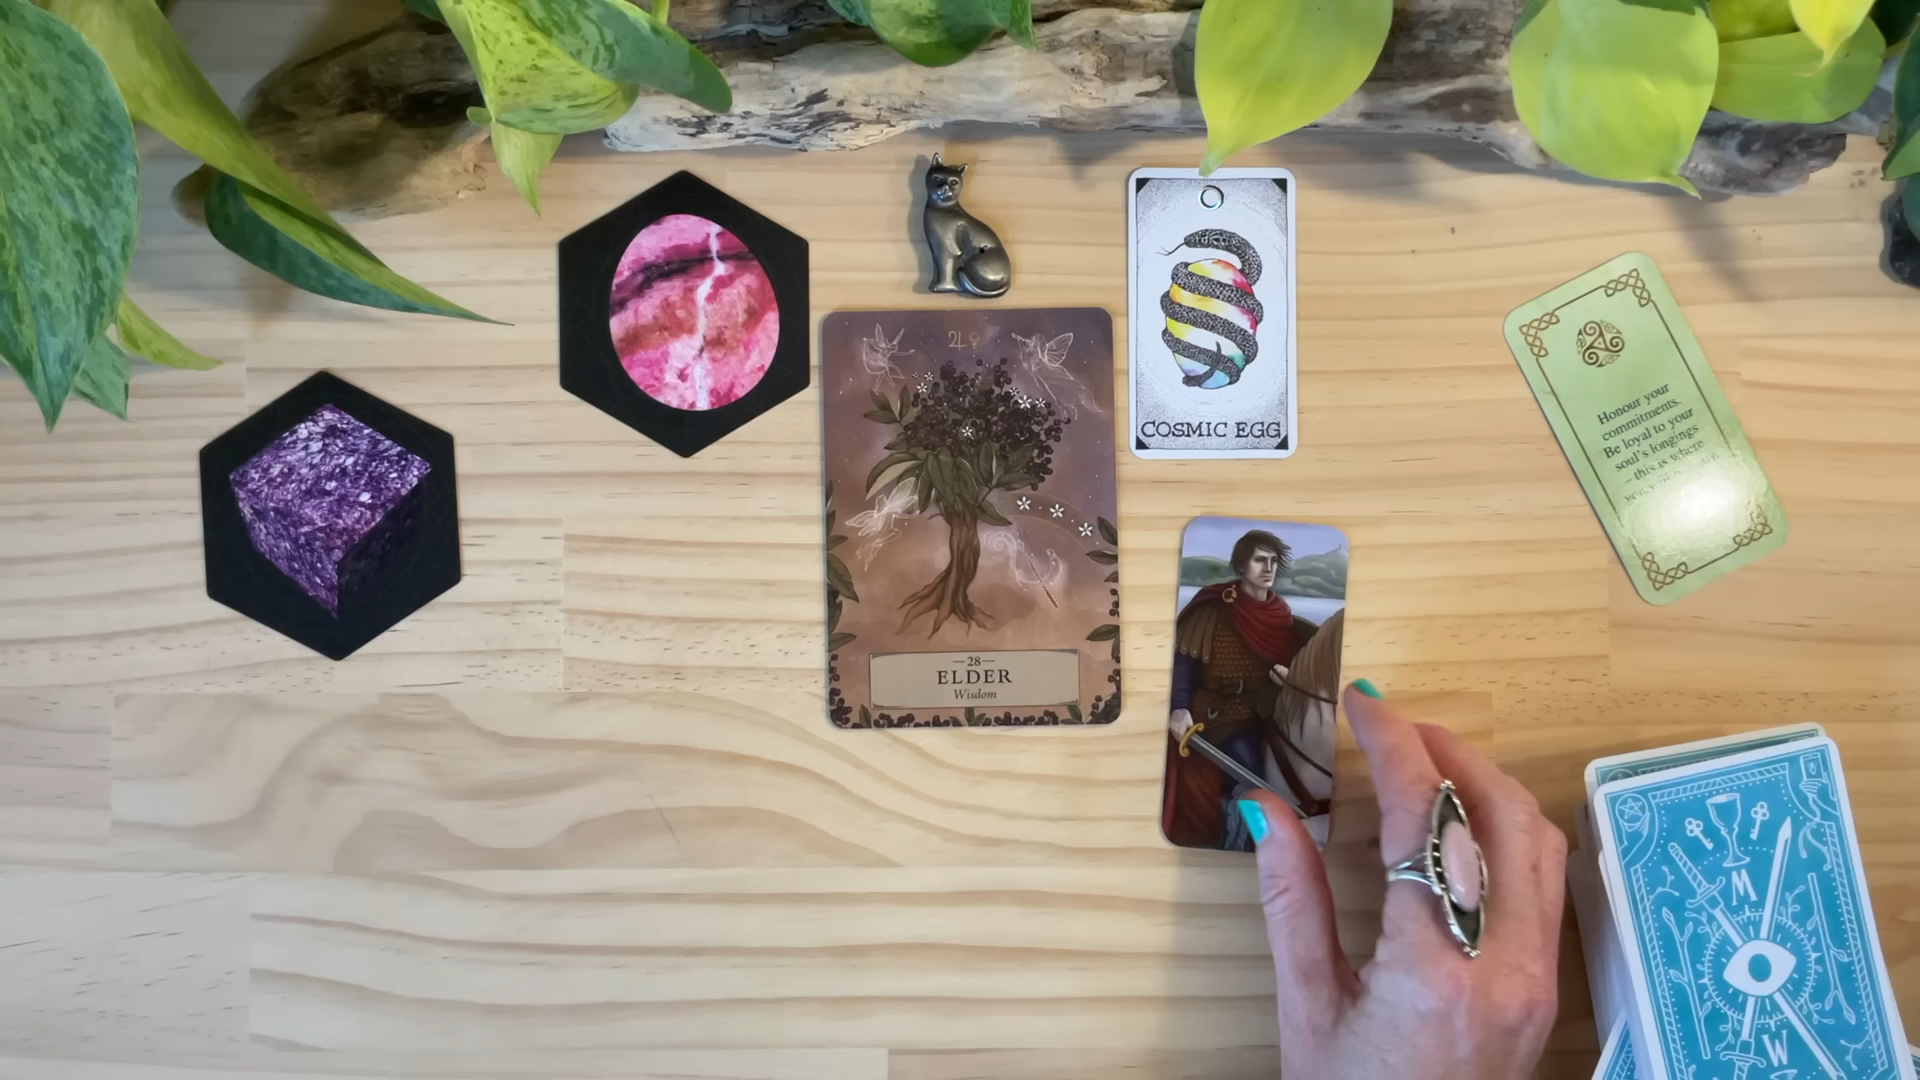 COSMIC EGG
Honour your
commitments.
Be loyal to your
soul's longings
– this is where
—28—
ELDER
Wisdom
M
W